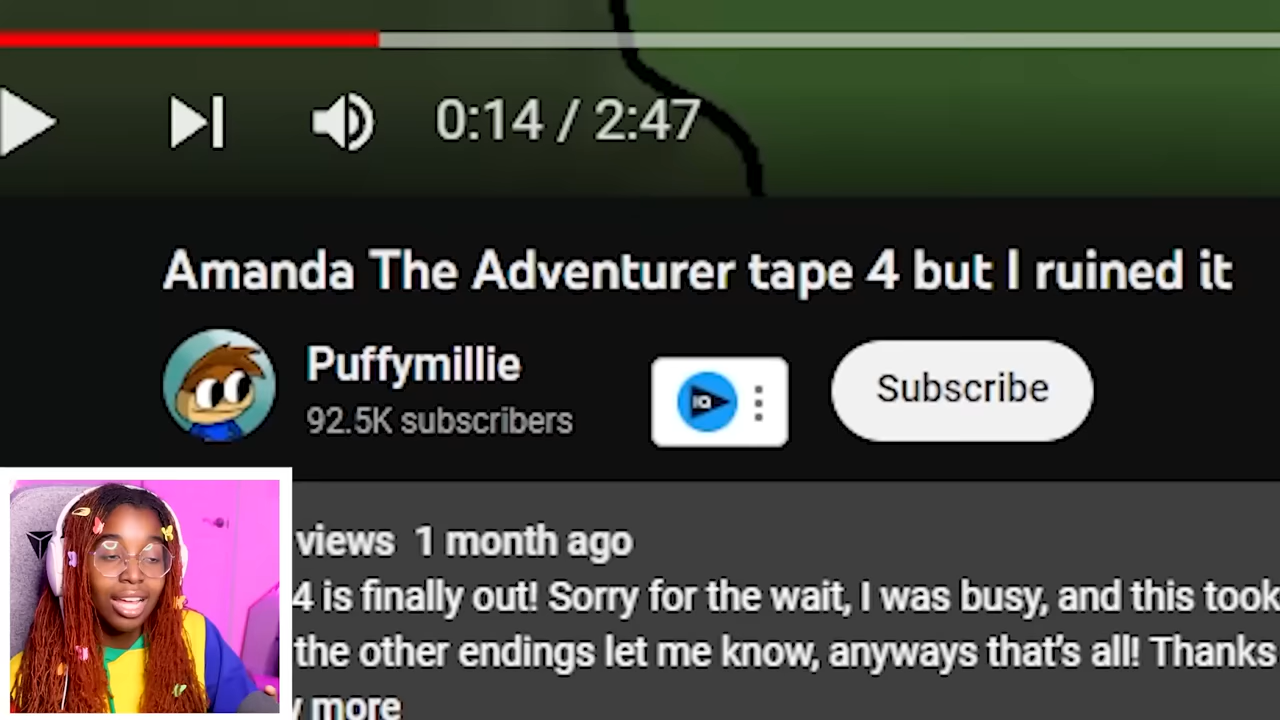 0:14 / 2:47
Amanda The Adventurer tape 4 but I ruined it
Puffymillie
92.5K subscribers
IQ
Subscribe
views 1 month ago
4 is finally out! Sorry for the wait, I was busy, and this took
the other endings let me know, anyways that's all! Thanks
more